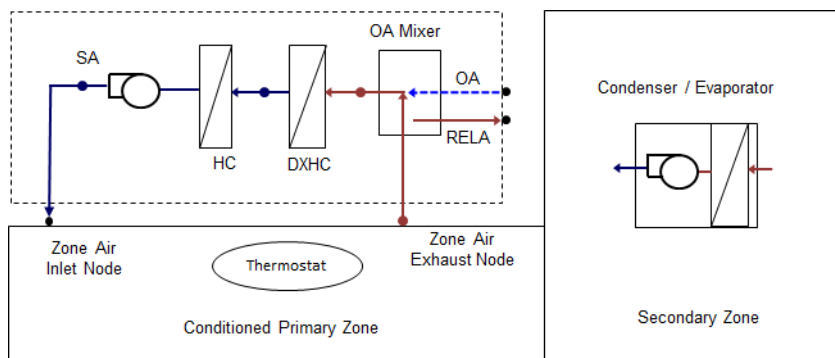 OA Mixer
SA
OA
RELA
HC
DXHC
Condenser / Evaporator
Zone Air
Inlet Node
Thermostat
Zone Air
Exhaust Node
Conditioned Primary Zone
Secondary Zone